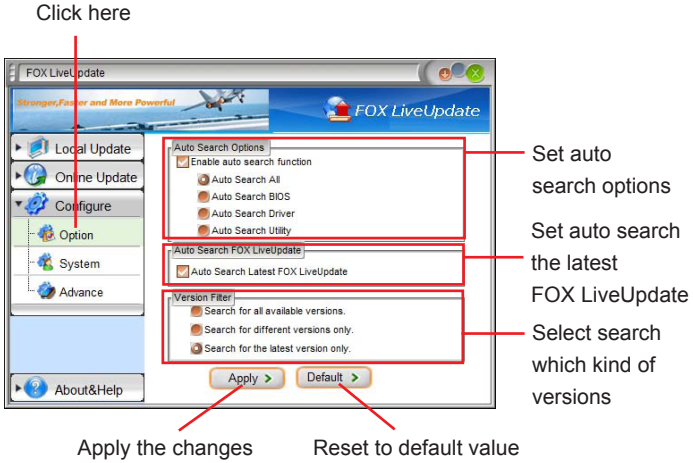 Click here
FOX LiveUpdate
Stronger,Faster and More Powerful
FOX LiveUpdate
Local Update
Online Update
Configure
Option
System
Advance
About&Help
Auto Search Options
Enable auto search function
Auto Search All
Auto Search BIOS
Auto Search Driver
Auto Search Utility
Auto Search FOX LiveUpdate
Auto Search Latest FOX LiveUpdate
Version Filter
Search for all available versions.
Search for different versions only.
Search for the latest version only.
Apply >
Default >
Set auto
search options
Set auto search
the latest
FOX LiveUpdate
Select search
which kind of
versions
Apply the changes
Reset to default value